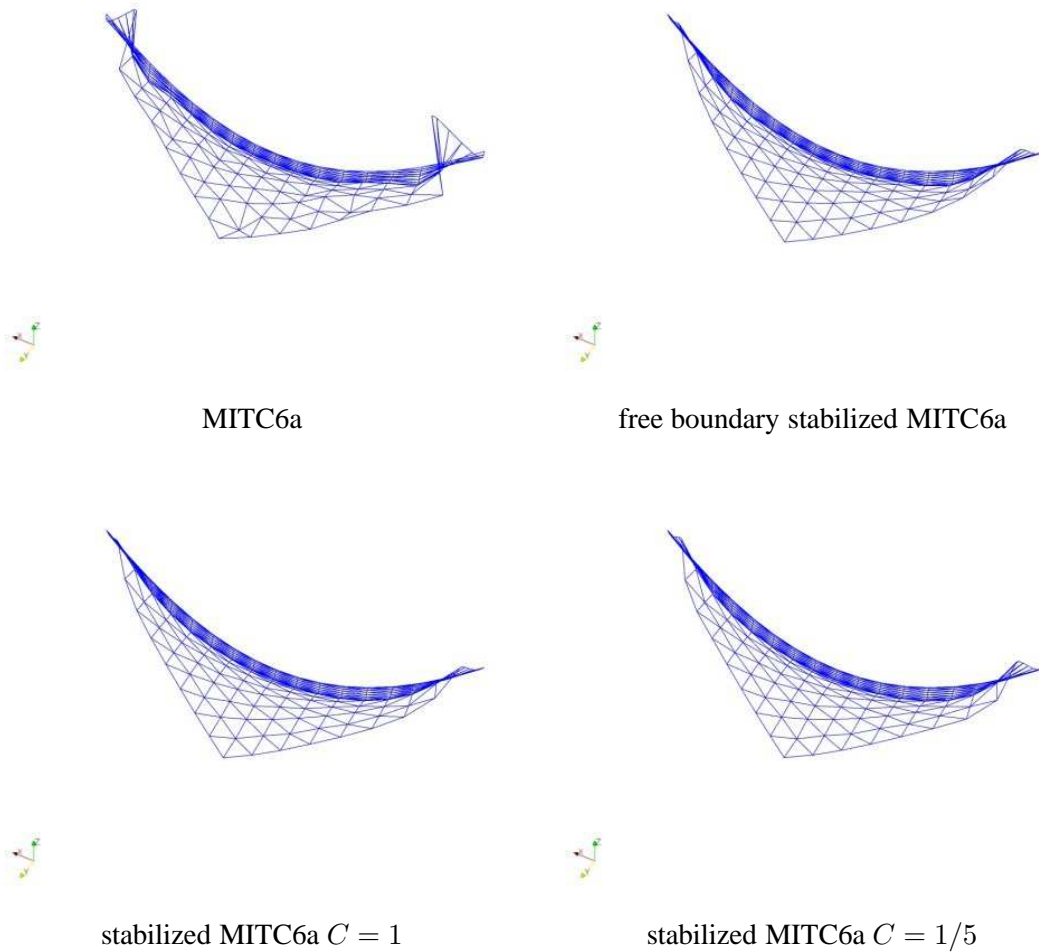 MITC6a
free boundary stabilized MITC6a
stabilized MITC6a C = 1
stabilized MITC6a C = 1/5